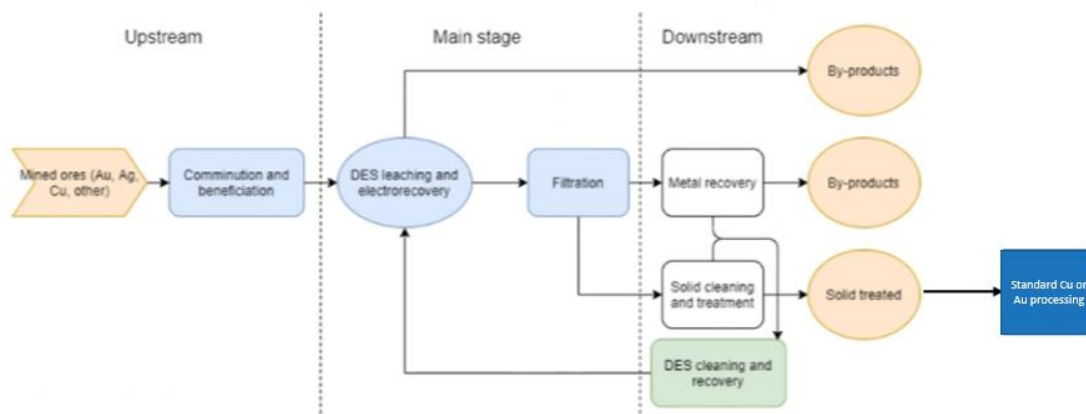 Upstream
Main stage
Downstream
By-products
Mined ores (Au, Ag,
Cu, other)
Comminution and
beneficiation
DES leaching and
electrorecovery
Filtration
Metal recovery
By-products
Solid cleaning
and treatment
Solid treated
Standard Cu or
Au processing
DES cleaning and
recovery